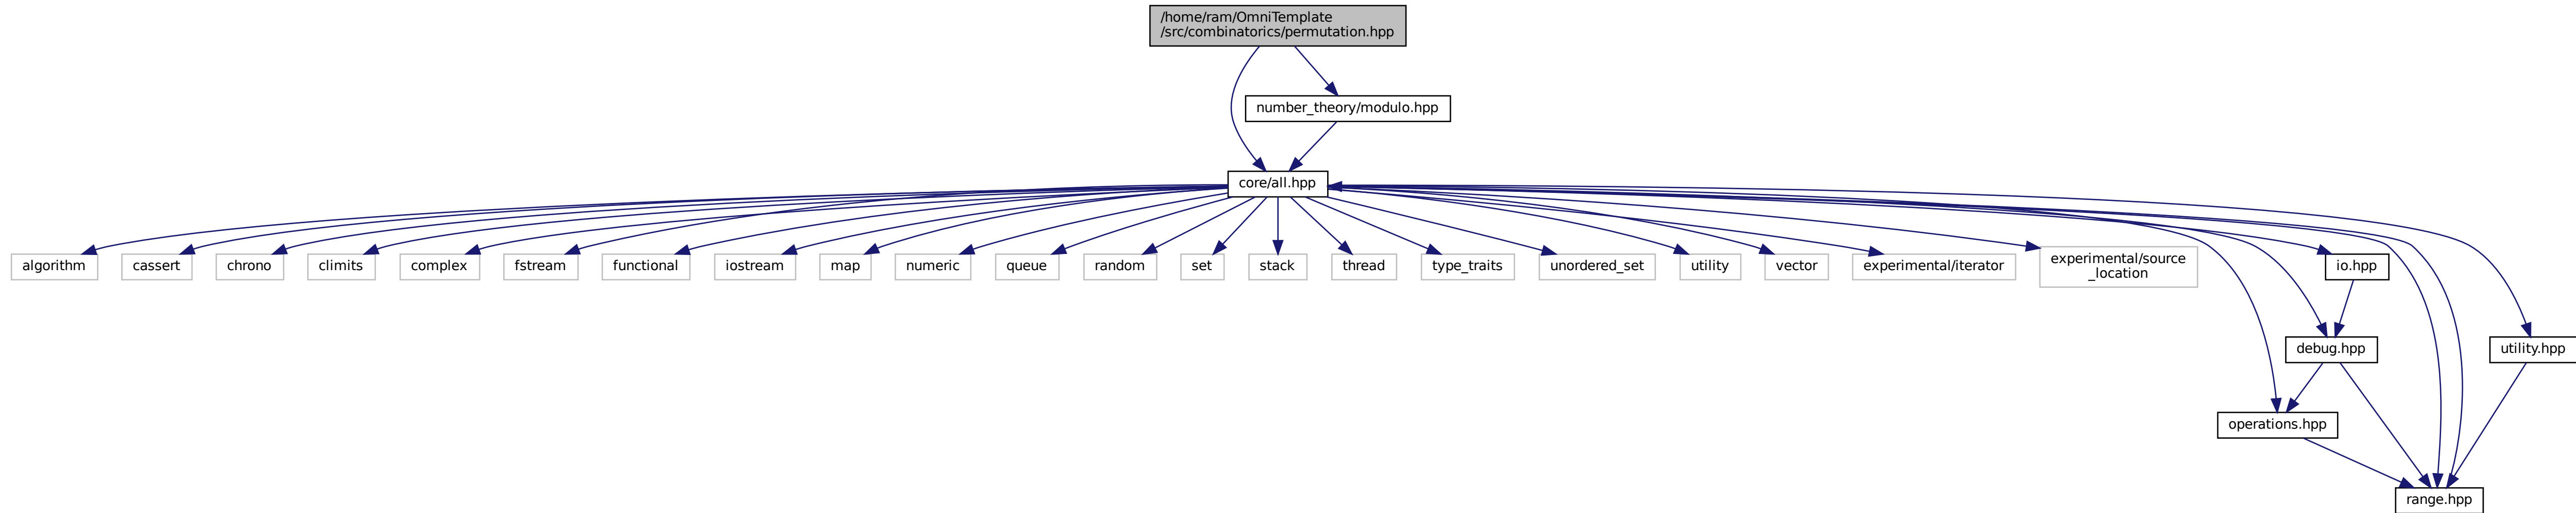 /home/ram/OmniTemplate
/src/combinatorics/permutation.hpp
number_theory/modulo.hpp
core/all.hpp
algorithm
cassert
chrono
climits
complex
fstream
functional
iostream
map
numeric
queue
random
set
stack
thread
type_traits
unordered_set
utility
vector
experimental/iterator
experimental/source
_location
io.hpp
debug.hpp
utility.hpp
operations.hpp
range.hpp